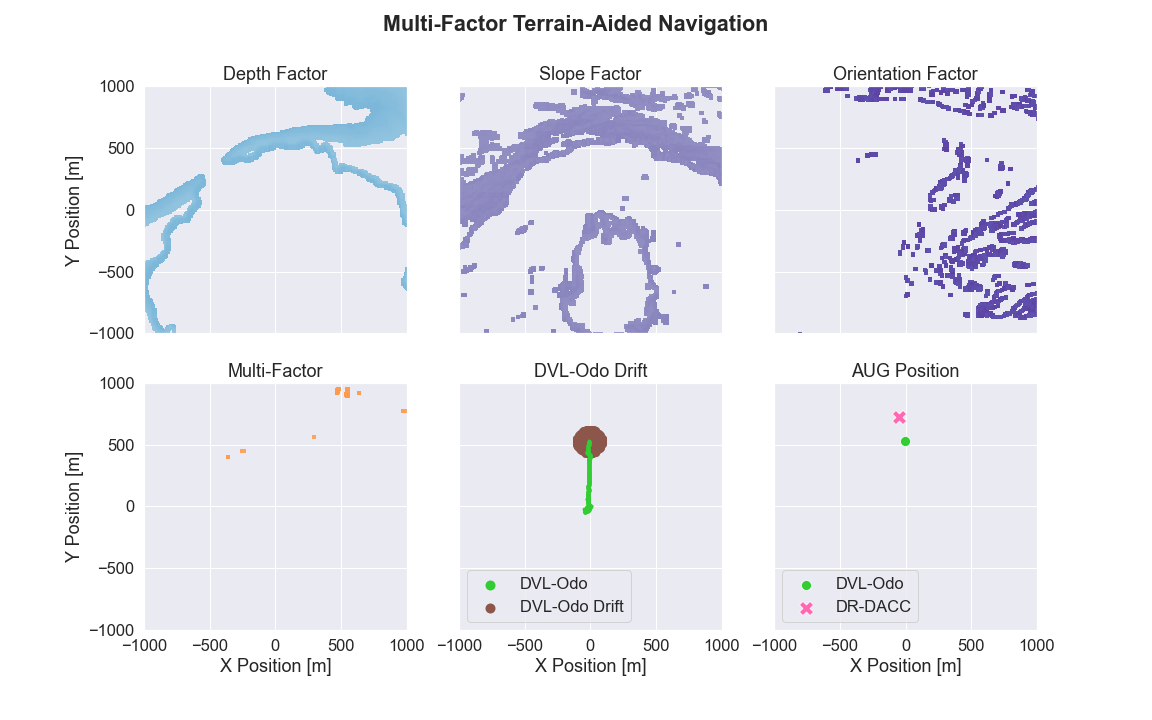 Multi-Factor Terrain-Aided Navigation
Depth Factor
Slope Factor
Orientation Factor
1000
500
0
−500
−1000
Y Position [m]
Multi-Factor
DVL-Odo Drift
AUG Position
1000
500
0
−500
−1000
Y Position [m]
DVL-Odo
DVL-Odo Drift
DVL-Odo
DR-DACC
−1000 −500 0 500 1000
−1000 −500 0 500 1000
−1000 −500 0 500 1000
X Position [m]
X Position [m]
X Position [m]